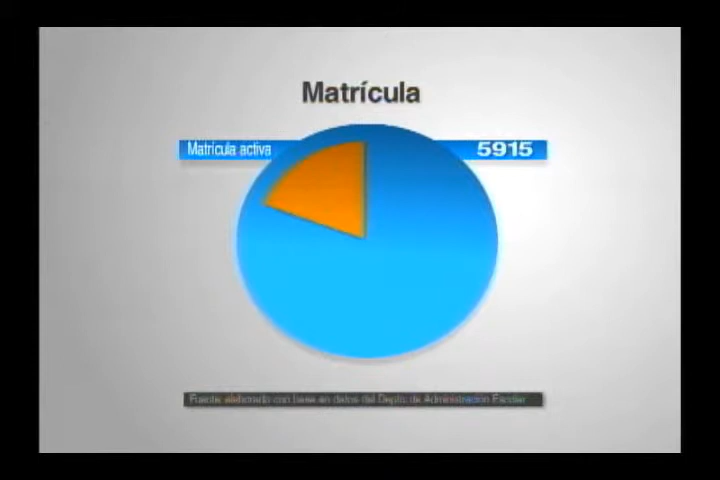 Matrícula
Matrícula activa 5915
Fuente: elaborado con base en datos del Depto. de Administración Escolar